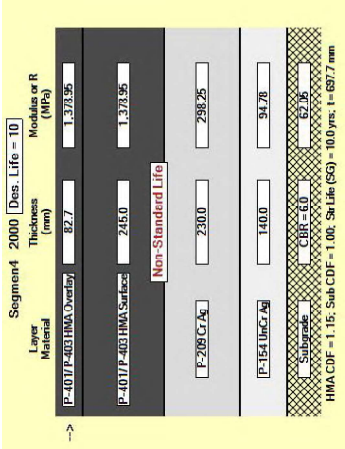 Segmen4 2000 Des. Life = 10
Layer Material Thickness (mm) Modulus or R (MPa)
--> P-401/ P-403 HMA Overlay 82.7 1,378.95
P-401/ P-403 HMA Surface 245.0 1,378.95
Non-Standard Life
P-209 Cr Ag 230.0 298.25
P-154 UnCr Ag 140.0 94.78
Subgrade CBR = 6.0 62.05
HMA CDF = 1.15; Sub CDF = 1.00; Str Life (SG) = 10.0 yrs; t = 697.7 mm